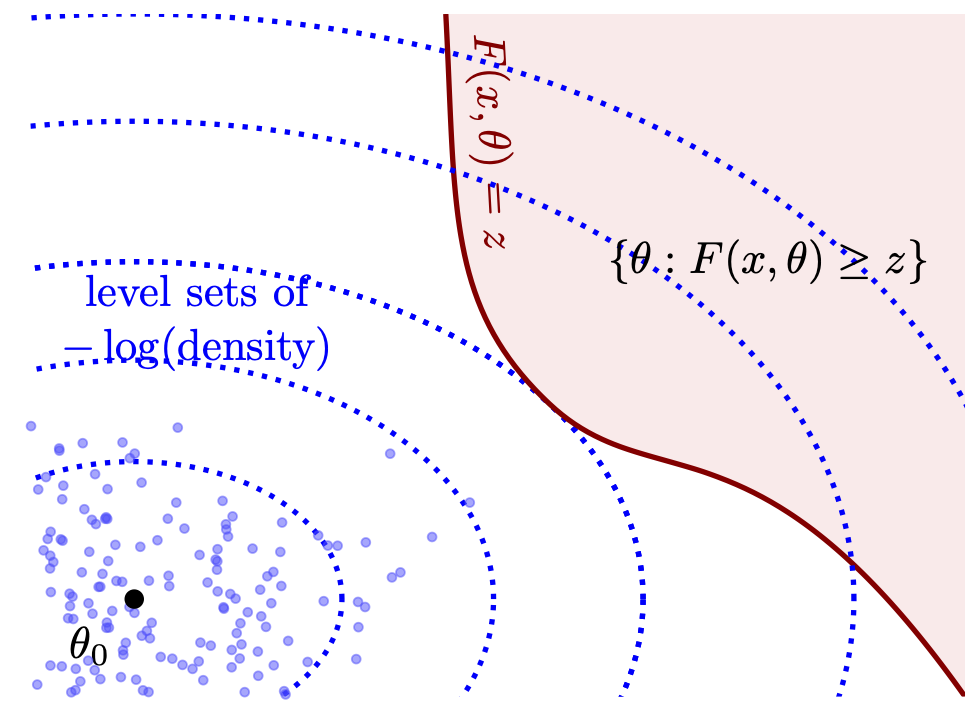 F(x, θ) = z
{θ : F(x, θ) ≥ z}
level sets of
− log(density)
θ₀